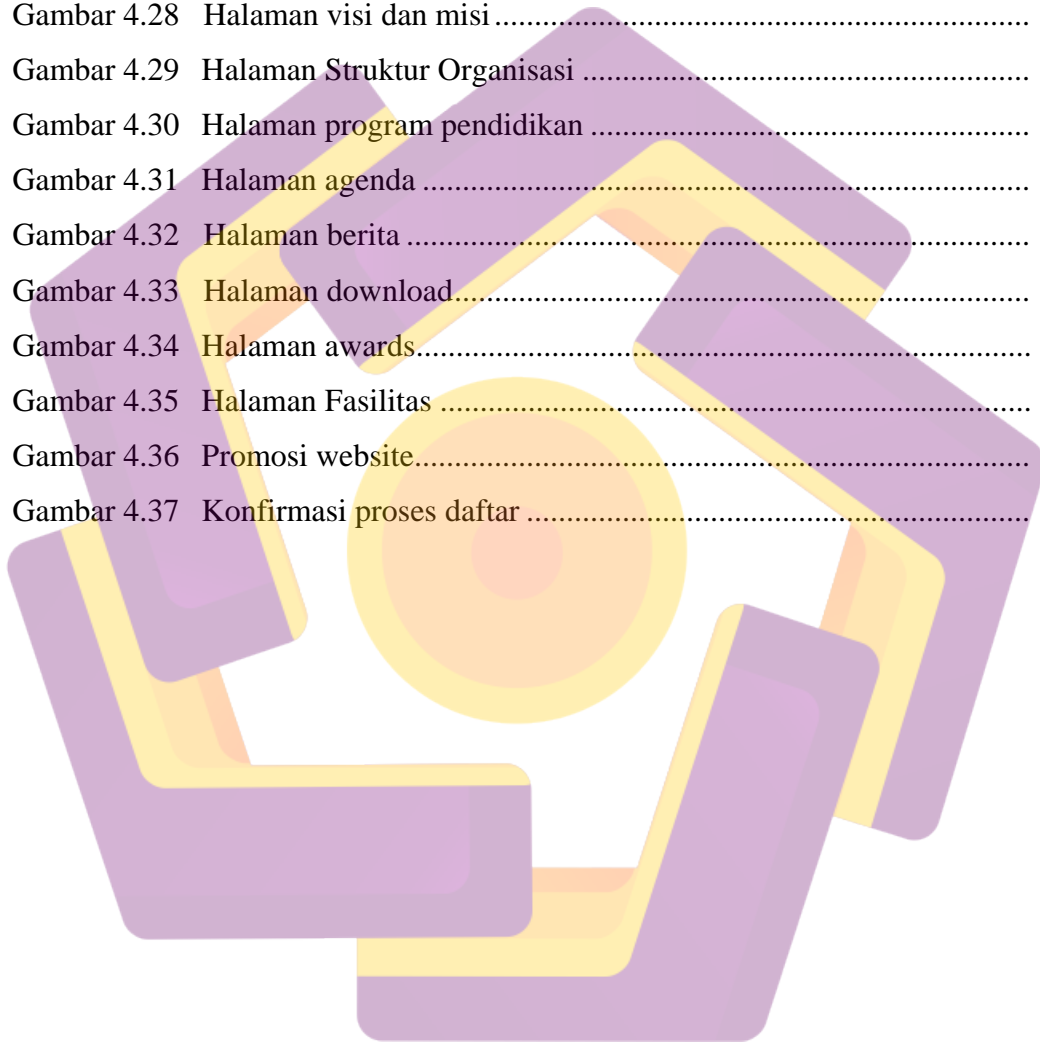 Gambar 4.28 Halaman visi dan misi....................................................................
Gambar 4.29 Halaman Struktur Organisasi .........................................................
Gambar 4.30 Halaman program pendidikan ........................................................
Gambar 4.31 Halaman agenda .............................................................................
Gambar 4.32 Halaman berita ...............................................................................
Gambar 4.33 Halaman download.........................................................................
Gambar 4.34 Halaman awards..............................................................................
Gambar 4.35 Halaman Fasilitas ...........................................................................
Gambar 4.36 Promosi website..............................................................................
Gambar 4.37 Konfirmasi proses daftar ................................................................